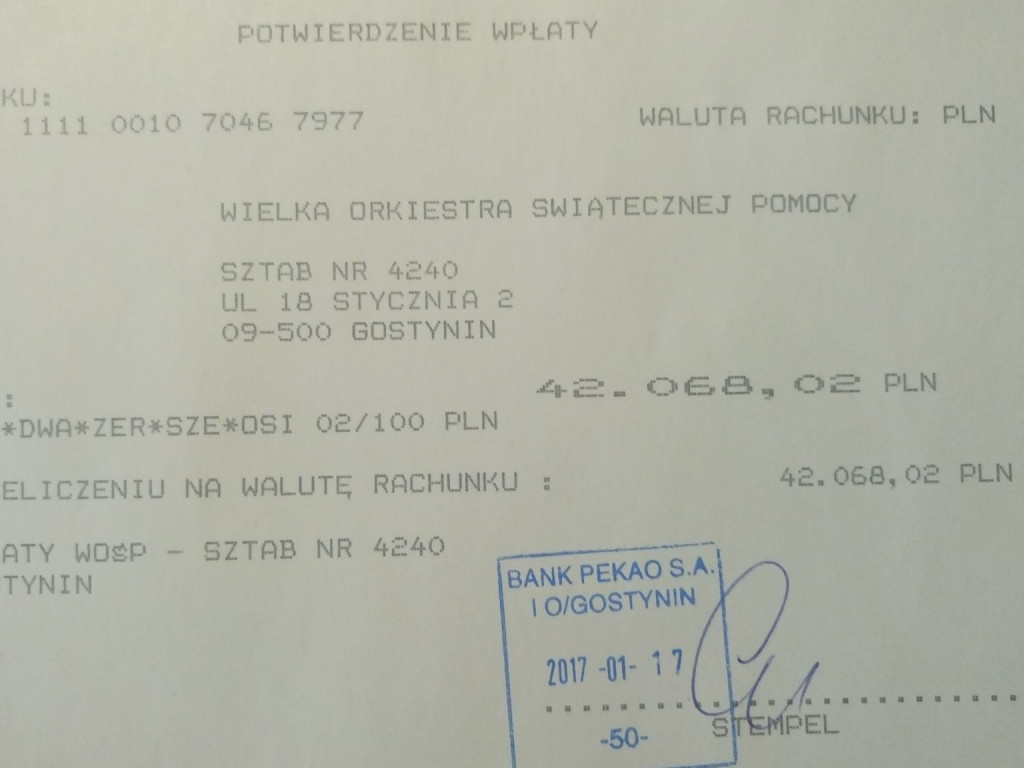 POTWIERDZENIE WPŁATY
KU:
1111 0010 7046 7977
WALUTA RACHUNKU: PLN
WIELKA ORKIESTRA SWIĄTECZNEJ POMOCY
SZTAB NR 4240
UL 18 STYCZNIA 2
09-500 GOSTYNIN
:
42.068,02 PLN
*DWA*ZER*SZE*OSI 02/100 PLN
ELICZENIU NA WALUTĘ RACHUNKU :
42.068,02 PLN
ATY WOŚP - SZTAB NR 4240
TYNIN
BANK PEKAO S.A.
I O/GOSTYNIN
2017 -01- 17
STEMPEL
-50-